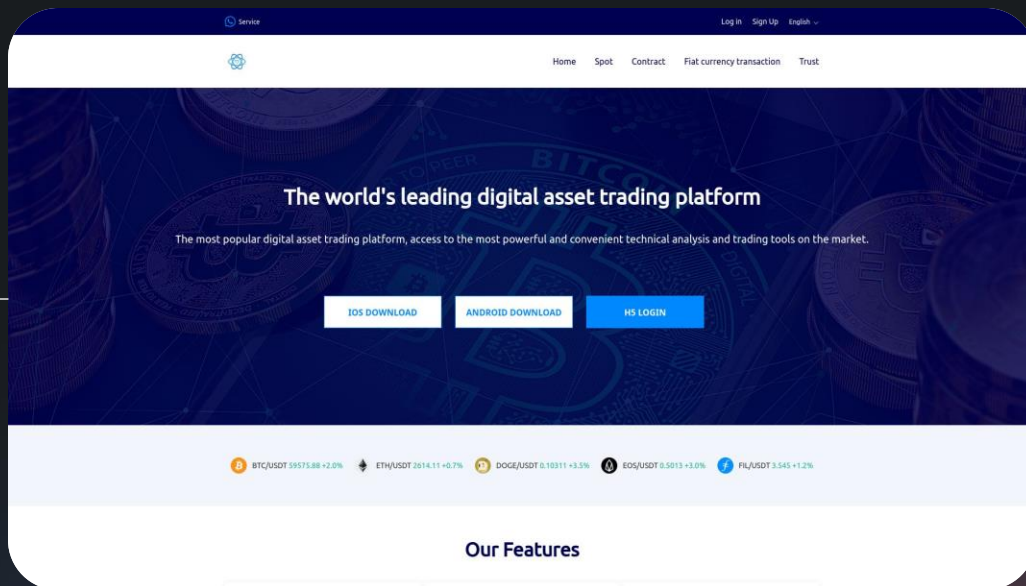 Service
Log in Sign Up English
Home Spot Contract Fiat currency transaction Trust
The world's leading digital asset trading platform
The most popular digital asset trading platform, access to the most powerful and convenient technical analysis and trading tools on the market.
IOS DOWNLOAD ANDROID DOWNLOAD H5 LOGIN
BTC/USDT 59575.88 +2.0% ETH/USDT 2614.11 +0.7% DOGE/USDT 0.10311 +3.5% EOS/USDT 0.5013 +3.0% FIL/USDT 3.545 +1.2%
Our Features